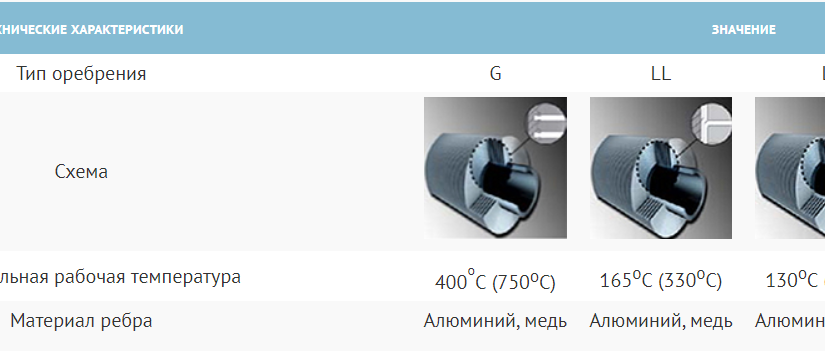 ХНИЧЕСКИЕ ХАРАКТЕРИСТИКИ ЗНАЧЕНИЕ
Тип оребрения G LL
Схема
льная рабочая температура 400°C (750°C) 165°C (330°C) 130°C
Материал ребра Алюминий, медь Алюминий, медь Алюмин